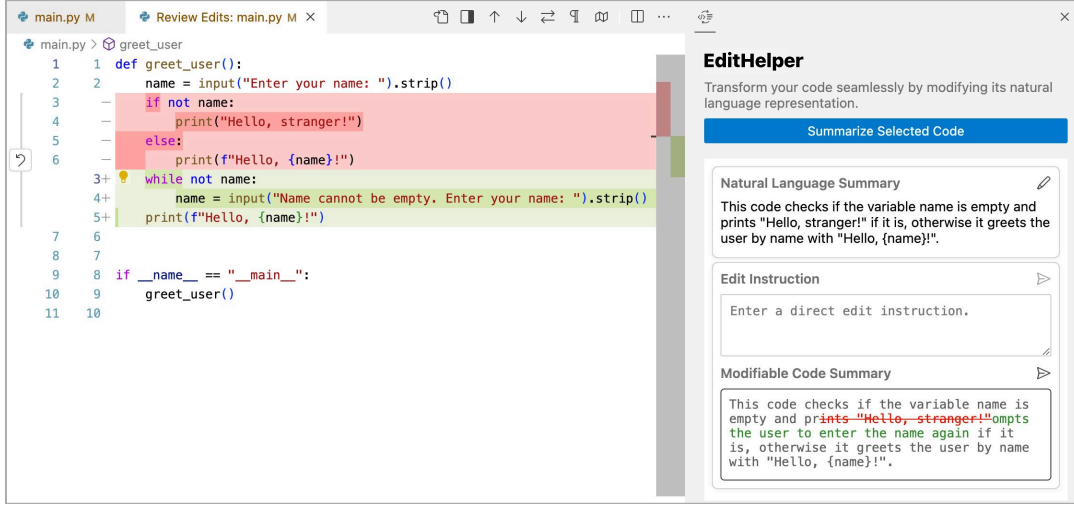 main.py M
Review Edits: main.py M
main.py > greet_user
1 1 def greet_user():
2 2 name = input("Enter your name: ").strip()
3 — if not name:
4 — print("Hello, stranger!")
5 — else:
6 — print(f"Hello, {name}!")
3+ while not name:
4+ name = input("Name cannot be empty. Enter your name: ").strip()
5+ print(f"Hello, {name}!")
7 6
8 7
9 8 if __name__ == "__main__":
10 9 greet_user()
11 10
EditHelper
Transform your code seamlessly by modifying its natural
language representation.
Summarize Selected Code
Natural Language Summary
This code checks if the variable name is empty and
prints "Hello, stranger!" if it is, otherwise it greets the
user by name with "Hello, {name}!".
Edit Instruction
Enter a direct edit instruction.
Modifiable Code Summary
This code checks if the variable name is
empty and prints "Hello, stranger!"ompts
the user to enter the name again if it
is, otherwise it greets the user by name
with "Hello, {name}!".